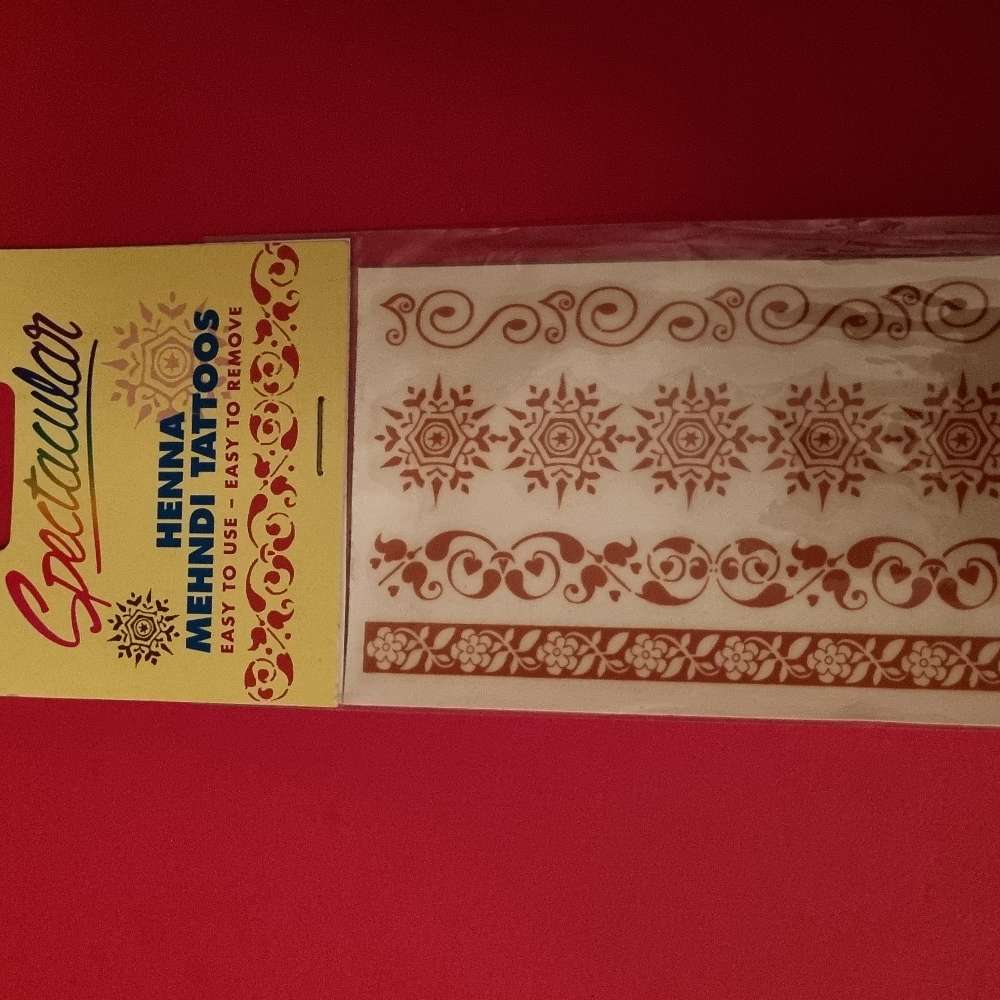 Spectacular
HENNA
MEHNDI TATTOOS
EASY TO USE – EASY TO REMOVE